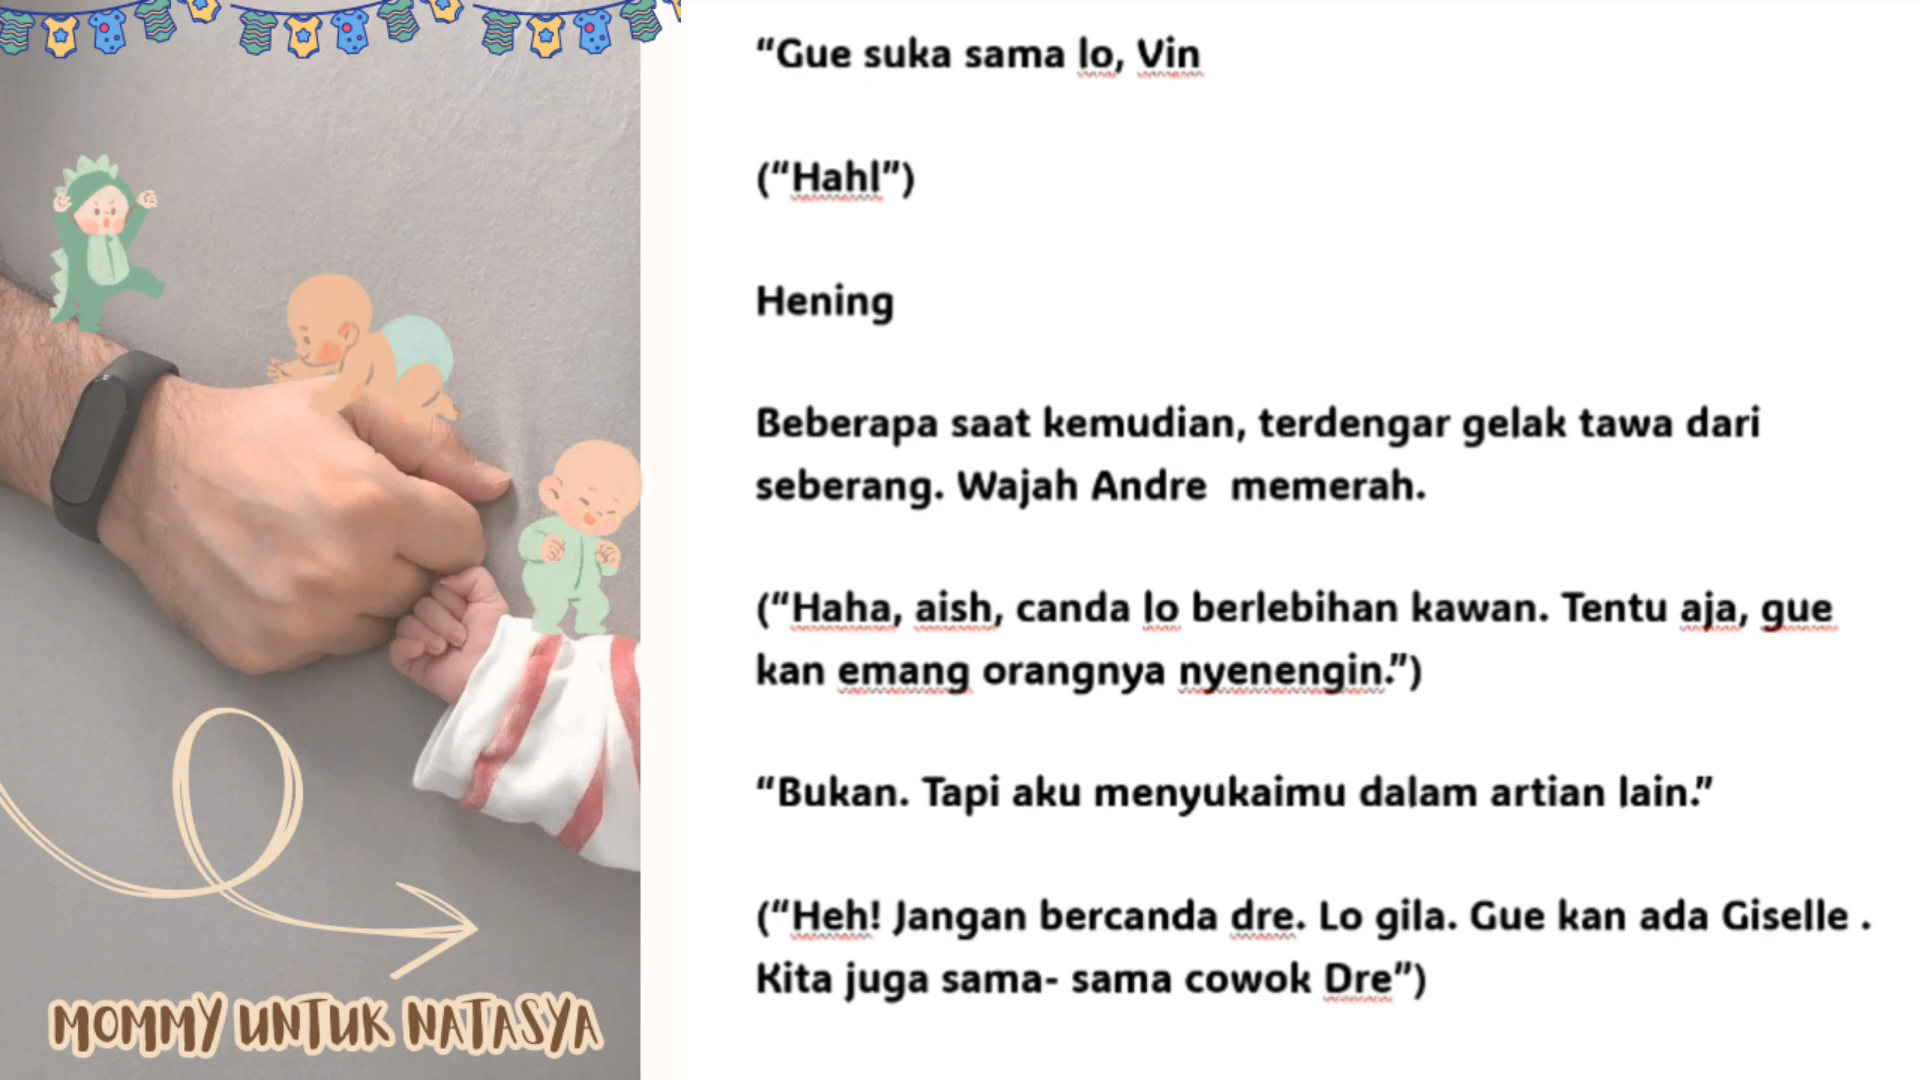 MOMMY UNTUK NATASYA
“Gue suka sama lo, Vin
(“Hahl”)
Hening
Beberapa saat kemudian, terdengar gelak tawa dari
seberang. Wajah Andre  memerah.
(“Haha, aish, canda lo berlebihan kawan. Tentu aja, gue
kan emang orangnya nyenengin.”)
“Bukan. Tapi aku menyukaimu dalam artian lain.”
(“Heh! Jangan bercanda dre. Lo gila. Gue kan ada Giselle .
Kita juga sama- sama cowok Dre”)